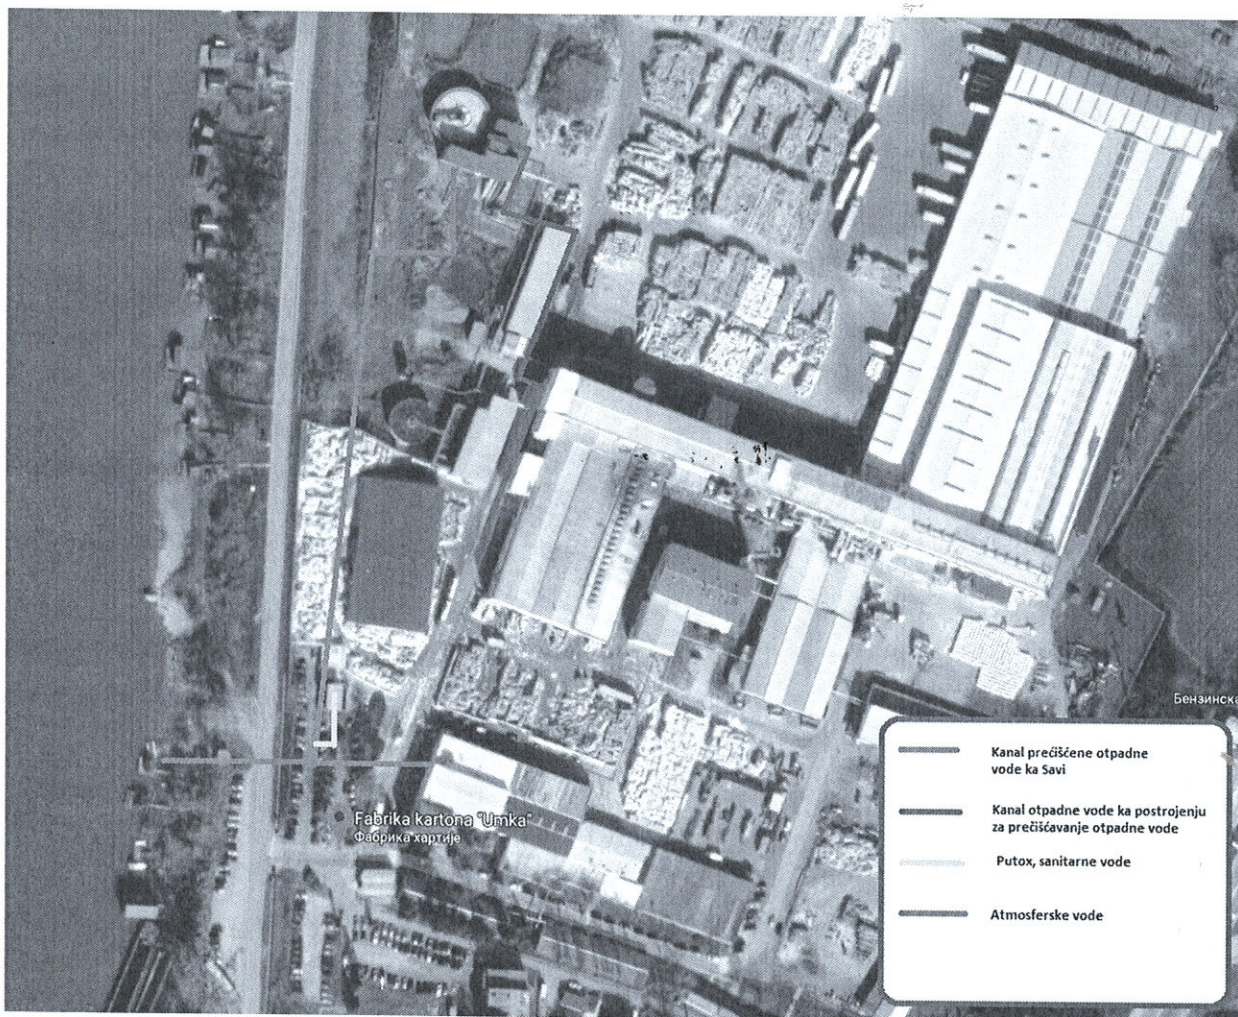 Бензинска
Kanal prečišćene otpadne
vode ka Savi
Kanal otpadne vode ka postrojenju
za prečišćavanje otpadne vode
Putox, sanitarne vode
Atmosferske vode
Fabrika kartona "Umka"
Фабрика хартије